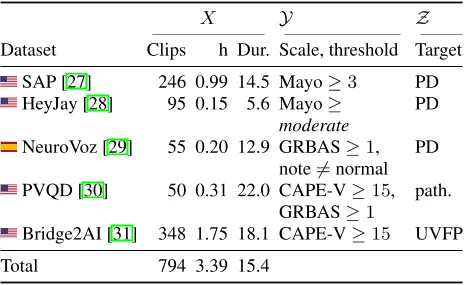 X Y Z
Dataset Clips h Dur. Scale, threshold Target
SAP [27] 246 0.99 14.5 Mayo ≥ 3 PD
HeyJay [28] 95 0.15 5.6 Mayo ≥ PD
moderate
NeuroVoz [29] 55 0.20 12.9 GRBAS ≥ 1, PD
note ≠ normal
PVQD [30] 50 0.31 22.0 CAPE-V ≥ 15, path.
GRBAS ≥ 1
Bridge2AI [31] 348 1.75 18.1 CAPE-V ≥ 15 UVFP
Total 794 3.39 15.4